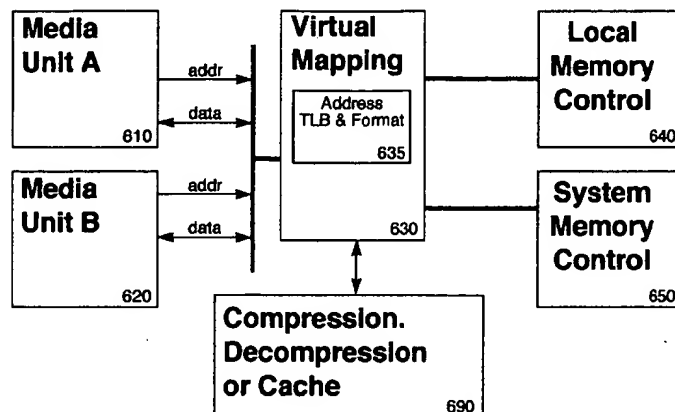 Media
Unit A
addr
data
610
Media
Unit B
addr
data
620
Virtual
Mapping
Address
TLB & Format
635
630
Local
Memory
Control
640
System
Memory
Control
650
Compression.
Decompression
or Cache
690